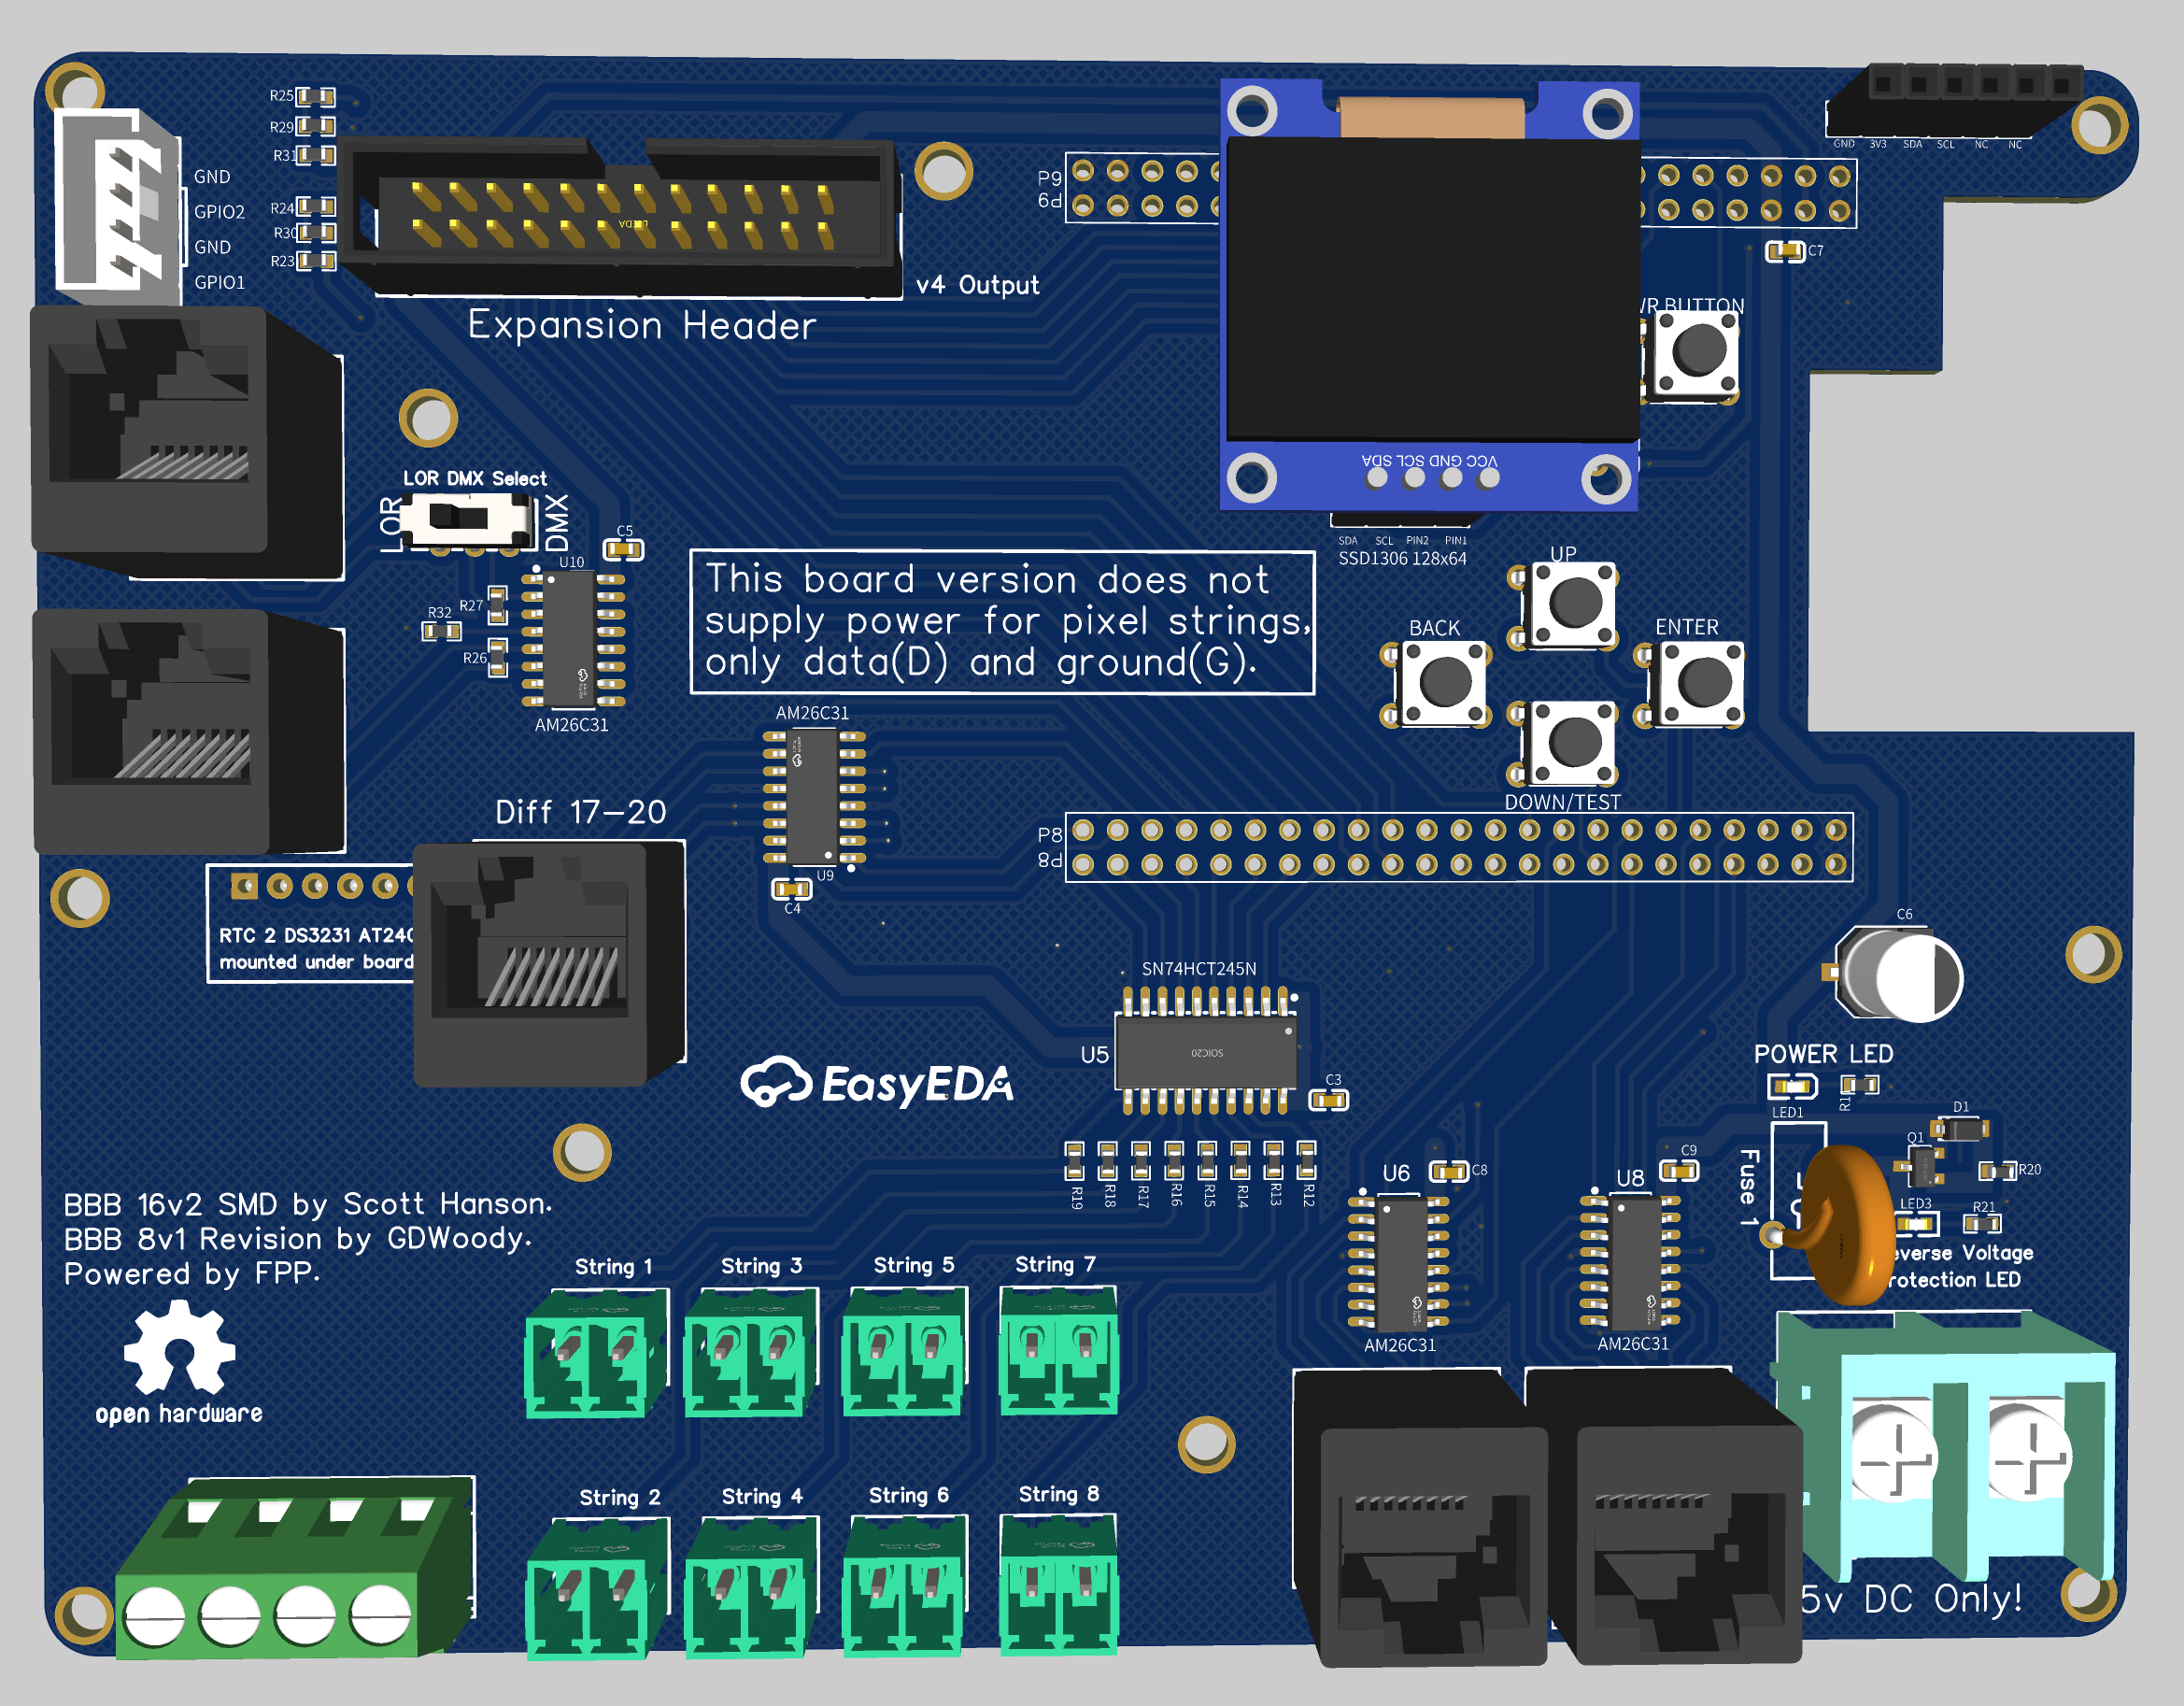 R25
R29
R31
R24
R30
R23
GND
GPIO2
GND
GPIO1
v4 Output
Expansion Header
P9
P9
GND 3V3 SDA SCL NC NC
C7
WR BUTTON
VCC GND SCL SDA
SDA SCL PIN2 PIN1
SSD1306 128x64
LOR DMX Select
LOR
DMX
C5
U10
R27
R32
R26
AM26C31
This board version does not
supply power for pixel strings,
only data(D) and ground(G).
UP
BACK
ENTER
DOWN/TEST
AM26C31
U9
C4
Diff 17-20
P8
P8
RTC 2 DS3231 AT24C
mounted under board
C6
SN74HCT245N
U5
SOIC20
C3
EasyEDA
POWER LED
LED1
R1
D1
Q1
R20
LED3
R21
Fuse 1
everse Voltage
rotection LED
R19
R18
R17
R16
R15
R14
R13
R12
U6
C8
U8
C9
AM26C31
AM26C31
BBB 16v2 SMD by Scott Hanson.
BBB 8v1 Revision by GDWoody.
Powered by FPP.
open hardware
String 1
String 3
String 5
String 7
String 2
String 4
String 6
String 8
5v DC Only!